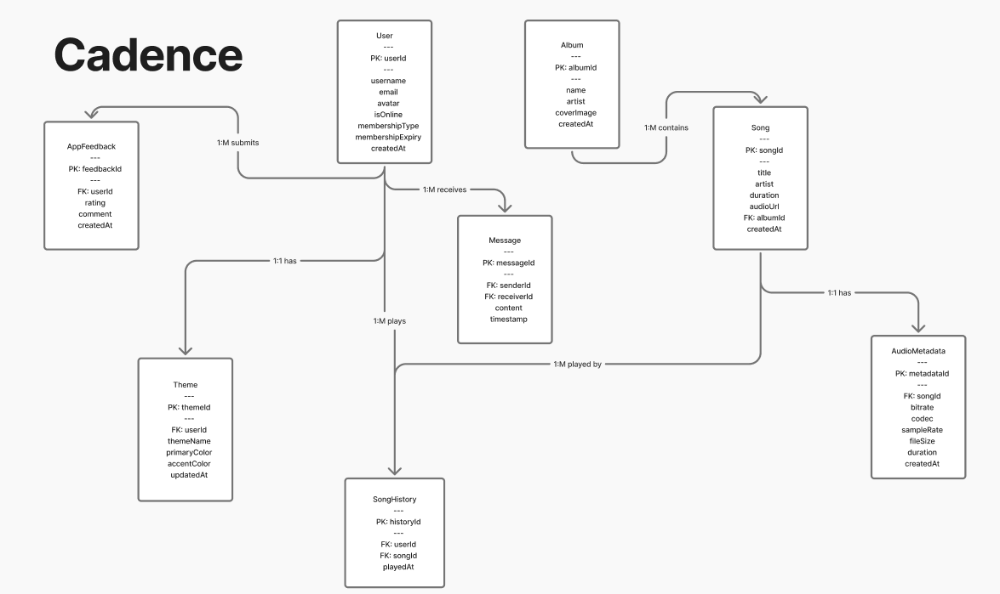 Cadence
User
---
PK: userId
---
username
email
avatar
isOnline
membershipType
membershipExpiry
createdAt
Album
---
PK: albumId
---
name
artist
coverImage
createdAt
1:M contains
Song
---
PK: songId
---
title
artist
duration
audioUrl
FK: albumId
createdAt
AppFeedback
---
PK: feedbackId
---
FK: userId
rating
comment
createdAt
1:M submits
1:M receives
Message
---
PK: messageId
---
FK: senderId
FK: receiverId
content
timestamp
1:1 has
1:M plays
1:1 has
1:M played by
AudioMetadata
---
PK: metadataId
---
FK: songId
bitrate
codec
sampleRate
fileSize
duration
createdAt
Theme
---
PK: themeId
---
FK: userId
themeName
primaryColor
accentColor
updatedAt
SongHistory
---
PK: historyId
---
FK: userId
FK: songId
playedAt